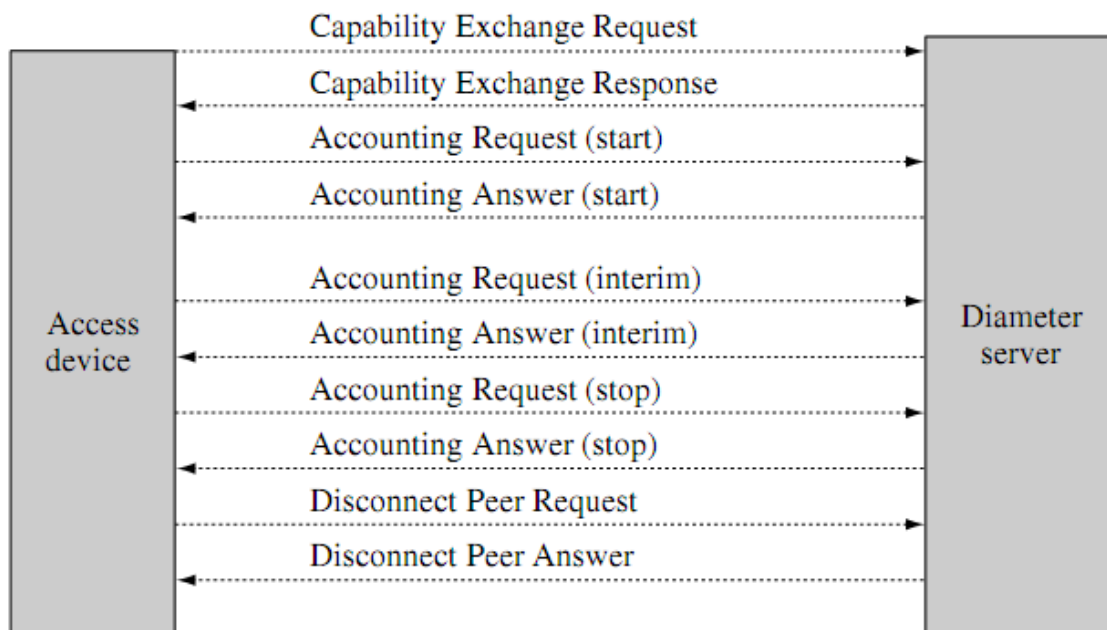 Capability Exchange Request
Capability Exchange Response
Accounting Request (start)
Accounting Answer (start)
Accounting Request (interim)
Access
device
Accounting Answer (interim)
Diameter
server
Accounting Request (stop)
Accounting Answer (stop)
Disconnect Peer Request
Disconnect Peer Answer